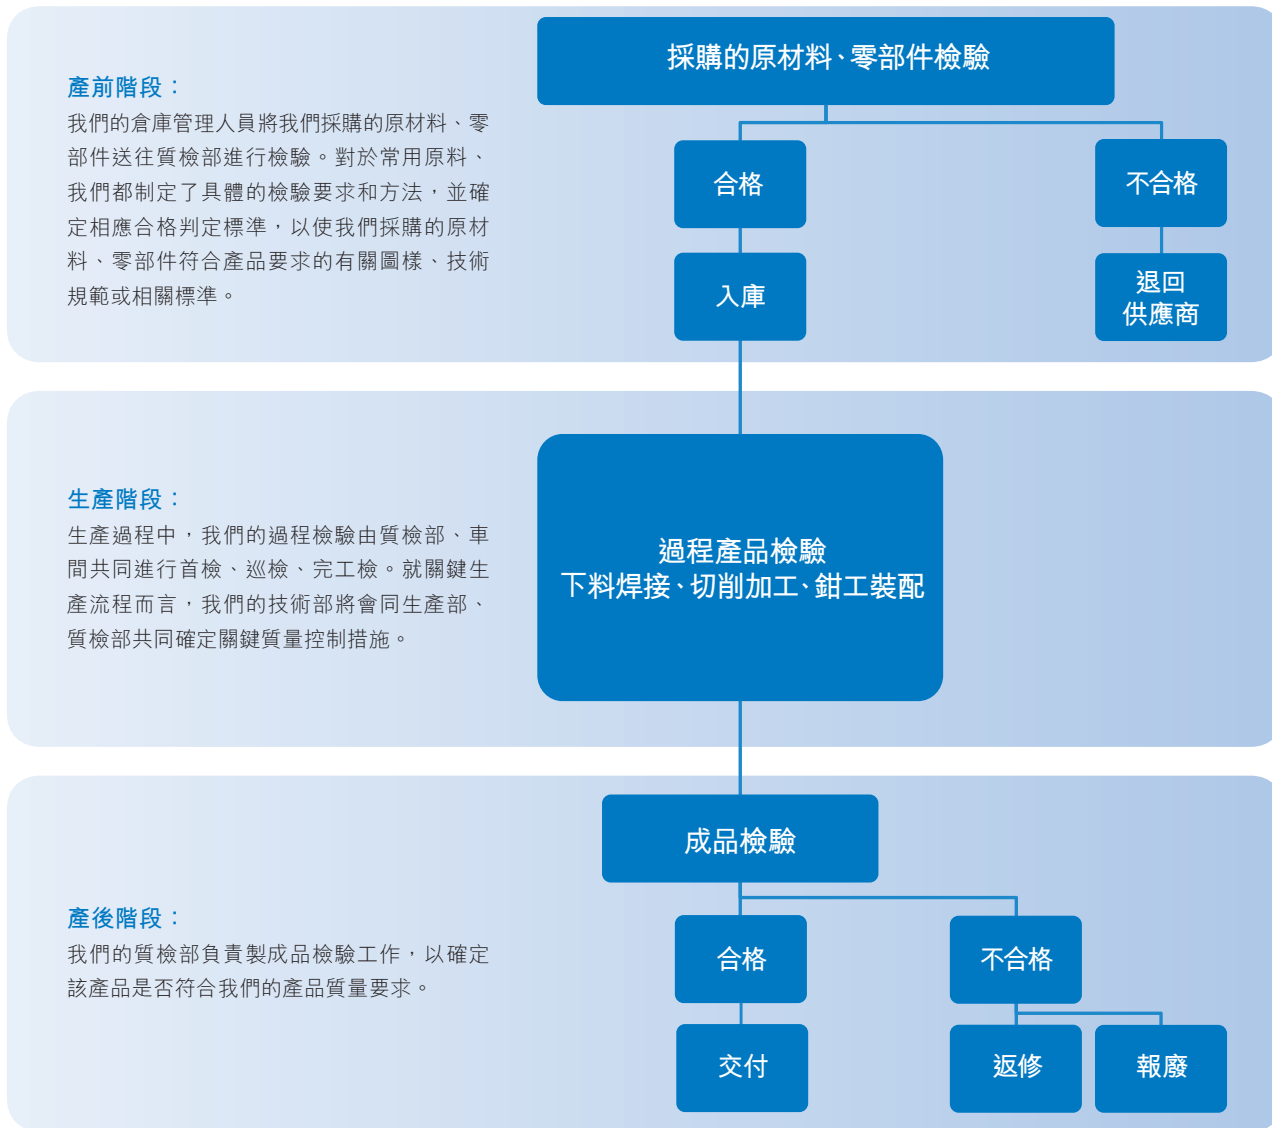 採購的原材料、零部件檢驗
產前階段：
我們的倉庫管理人員將我們採購的原材料、零
部件送往質檢部進行檢驗。對於常用原料、
我們都制定了具體的檢驗要求和方法，並確
定相應合格判定標準，以使我們採購的原材
料、零部件符合產品要求的有關圖樣、技術
規範或相關標準。
合格
不合格
入庫
退回
供應商
生產階段：
生產過程中，我們的過程檢驗由質檢部、車
間共同進行首檢、巡檢、完工檢。就關鍵生
產流程而言，我們的技術部將會同生產部、
質檢部共同確定關鍵質量控制措施。
過程產品檢驗
下料焊接、切削加工、鉗工裝配
成品檢驗
產後階段：
我們的質檢部負責製成品檢驗工作，以確定
該產品是否符合我們的產品質量要求。
合格
不合格
交付
返修
報廢